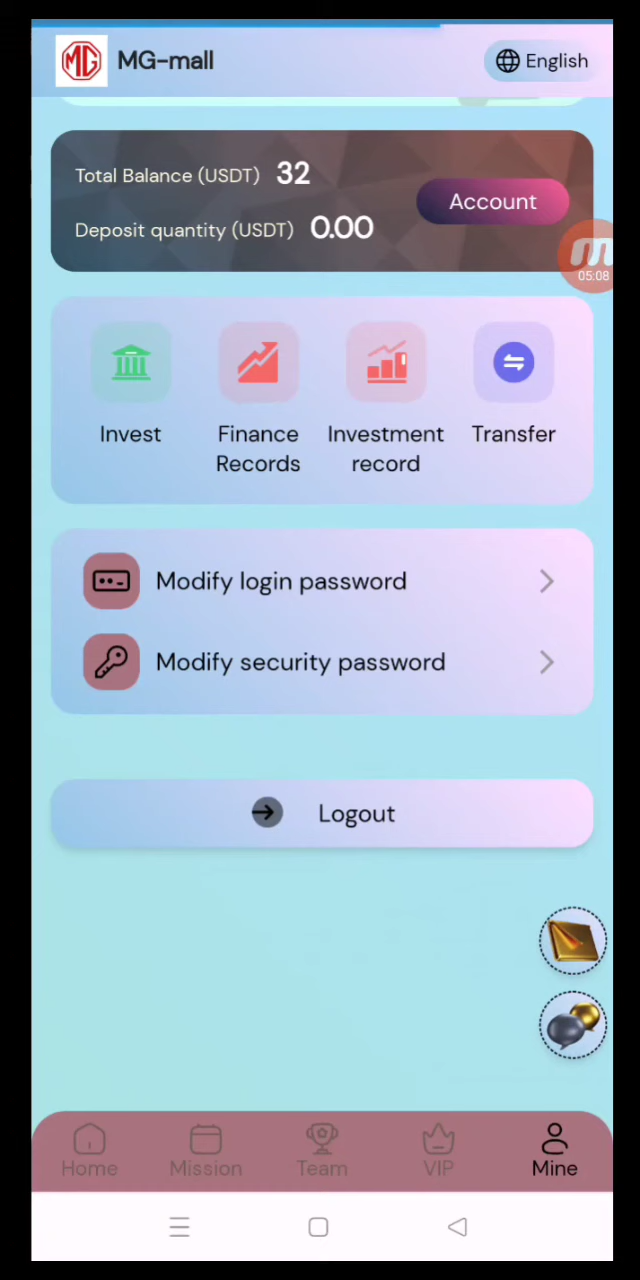 MG
MG-mall
English
Total Balance (USDT) 32
Account
Deposit quantity (USDT) 0.00
05:08
Invest
Finance
Records
Investment
record
Transfer
Modify login password
Modify security password
Logout
Home
Mission
Team
VIP
Mine